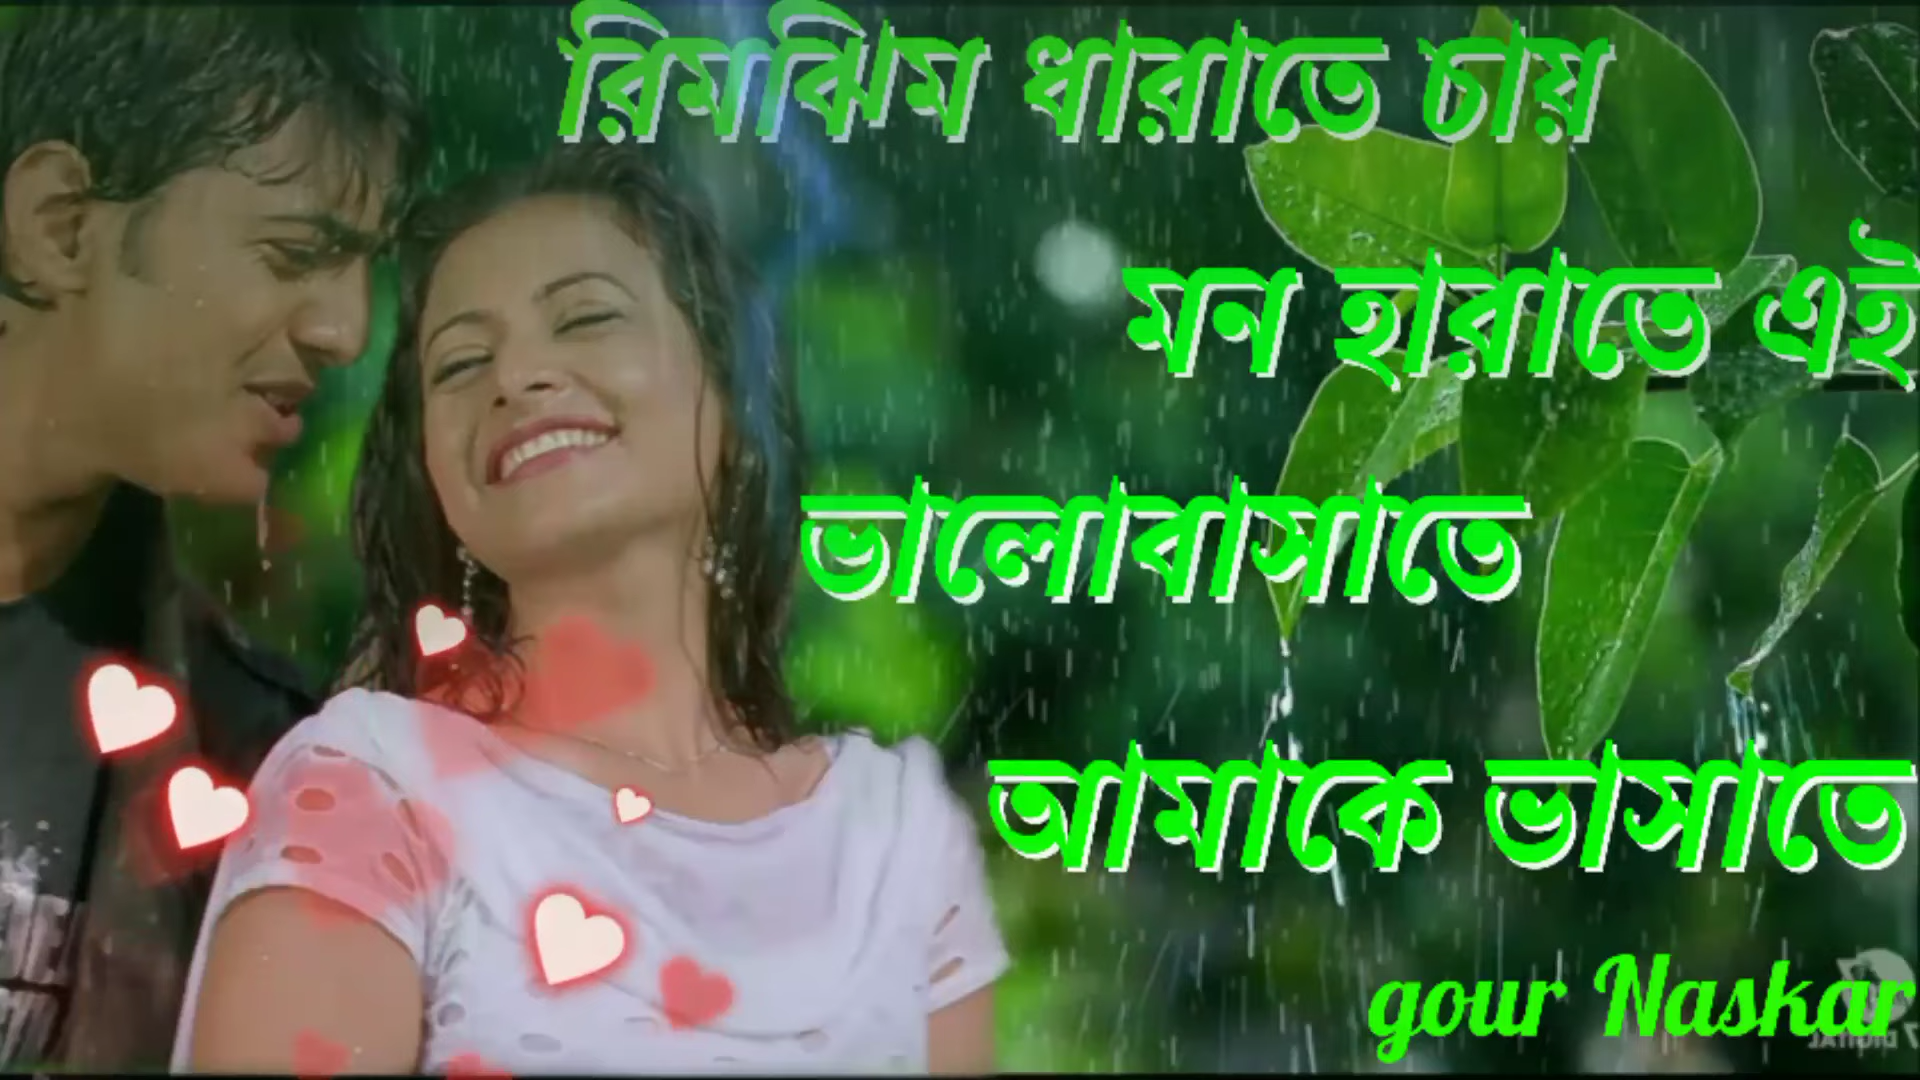 রিমঝিম ধারাতে চায়
মন হারাতে এই
ভালোবাসাতে
আমাকে ভাসাতে
gour Naskar